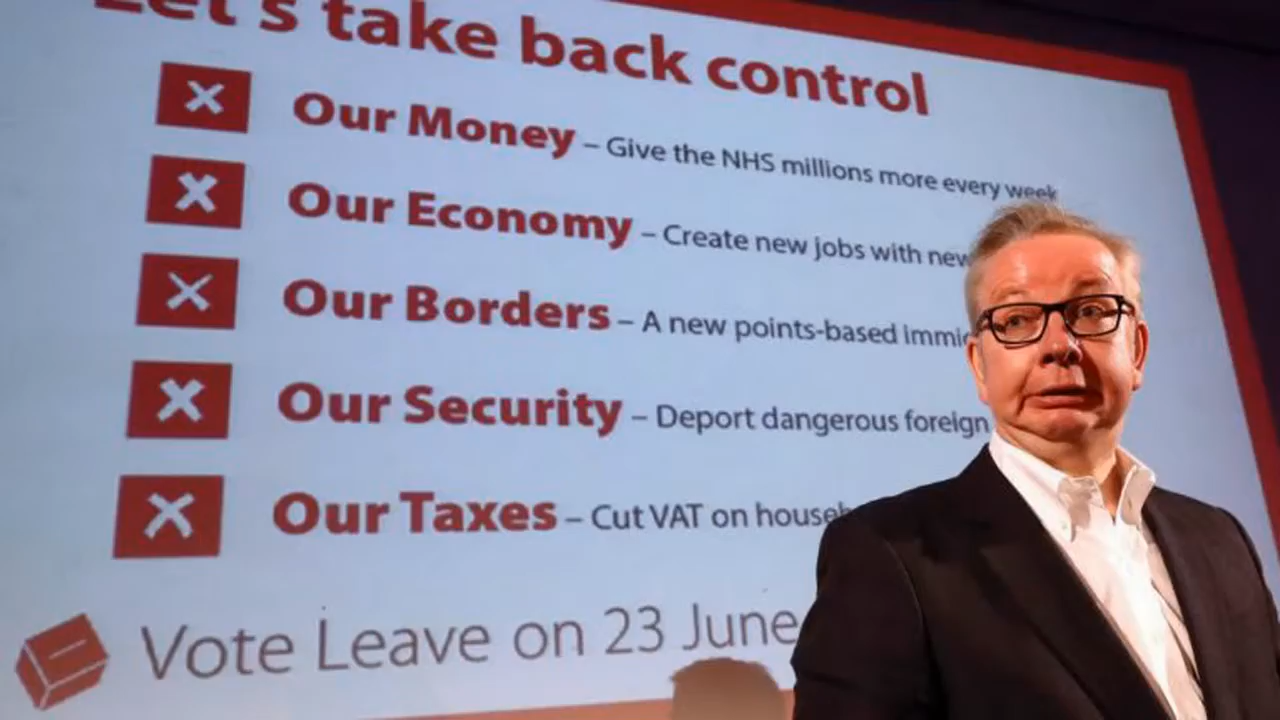 Let's take back control
Our Money – Give the NHS millions more every week
Our Economy – Create new jobs with new
Our Borders – A new points-based
Our Security – Deport dangerous foreign
Our Taxes – Cut VAT on
Vote Leave on 23 June